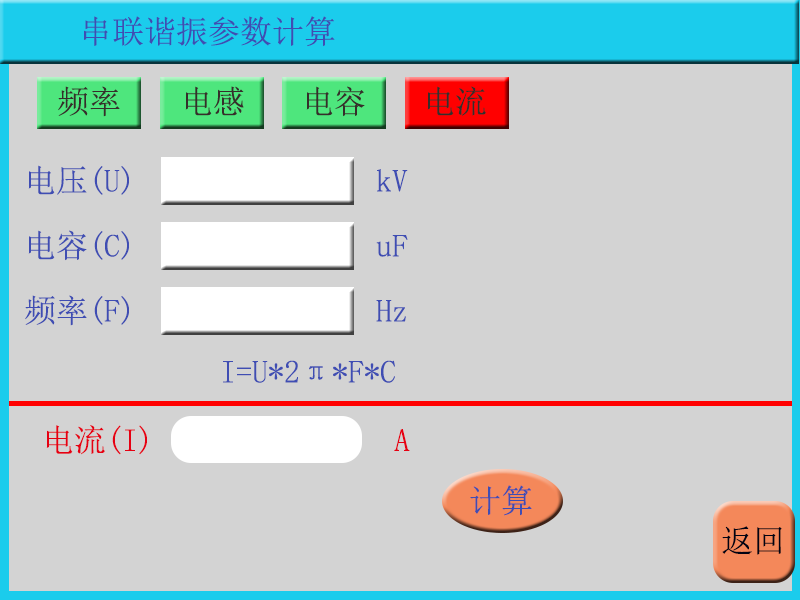 串联谐振参数计算
频率 电感 电容 电流
电压(U) kV
电容(C) uF
频率(F) Hz
I=U*2π*F*C
电流(I) A
计算
返回